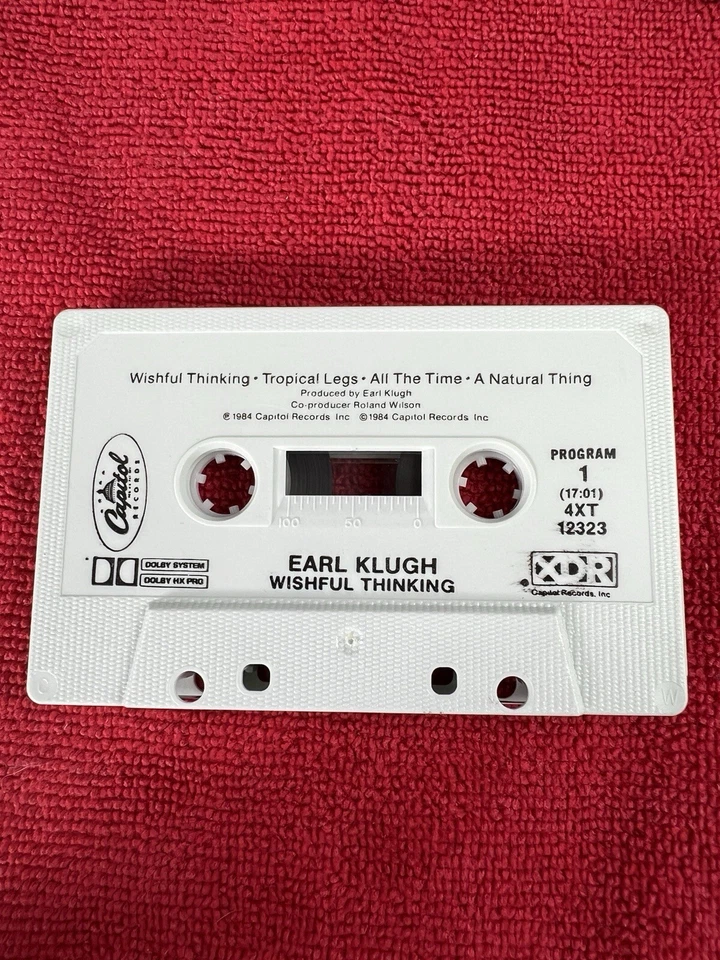 Wishful Thinking • Tropical Legs • All The Time • A Natural Thing
Produced by Earl Klugh
Co-producer Roland Wilson
℗1984 Capitol Records Inc ©1984 Capitol Records Inc
Capitol
RECORDS
PROGRAM
1
(17:01)
4XT
12323
100 50 0
DOLBY SYSTEM
DOLBY HX PRO
EARL KLUGH
WISHFUL THINKING
XDR
Capitol Records, Inc
W